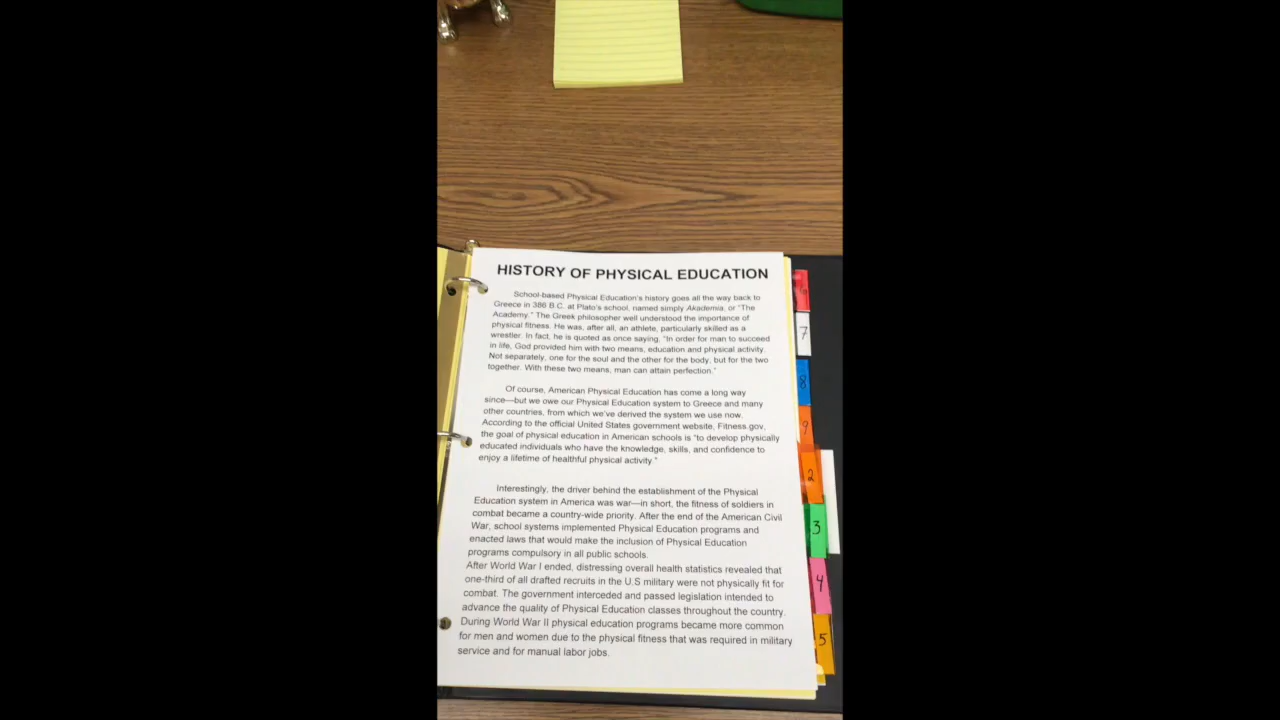 HISTORY OF PHYSICAL EDUCATION
School-based Physical Education's history goes all the way back to
Greece in 386 B.C. at Plato's school, named simply Akademia, or "The
Academy." The Greek philosopher well understood the importance of
physical fitness. He was, after all, an athlete, particularly skilled as a
wrestler. In fact, he is quoted as once saying, "In order for man to succeed
in life, God provided him with two means, education and physical activity.
Not separately, one for the soul and the other for the body, but for the two
together. With these two means, man can attain perfection."
Of course, American Physical Education has come a long way
since—but we owe our Physical Education system to Greece and many
other countries, from which we've derived the system we use now.
According to the official United States government website, Fitness.gov,
the goal of physical education in American schools is "to develop physically
educated individuals who have the knowledge, skills, and confidence to
enjoy a lifetime of healthful physical activity."
Interestingly, the driver behind the establishment of the Physical
Education system in America was war—in short, the fitness of soldiers in
combat became a country-wide priority. After the end of the American Civil
War, school systems implemented Physical Education programs and
enacted laws that would make the inclusion of Physical Education
programs compulsory in all public schools.
After World War I ended, distressing overall health statistics revealed that
one-third of all drafted recruits in the U.S military were not physically fit for
combat. The government interceded and passed legislation intended to
advance the quality of Physical Education classes throughout the country.
During World War II physical education programs became more common
for men and women due to the physical fitness that was required in military
service and for manual labor jobs.
7
8
9
2
3
4
5